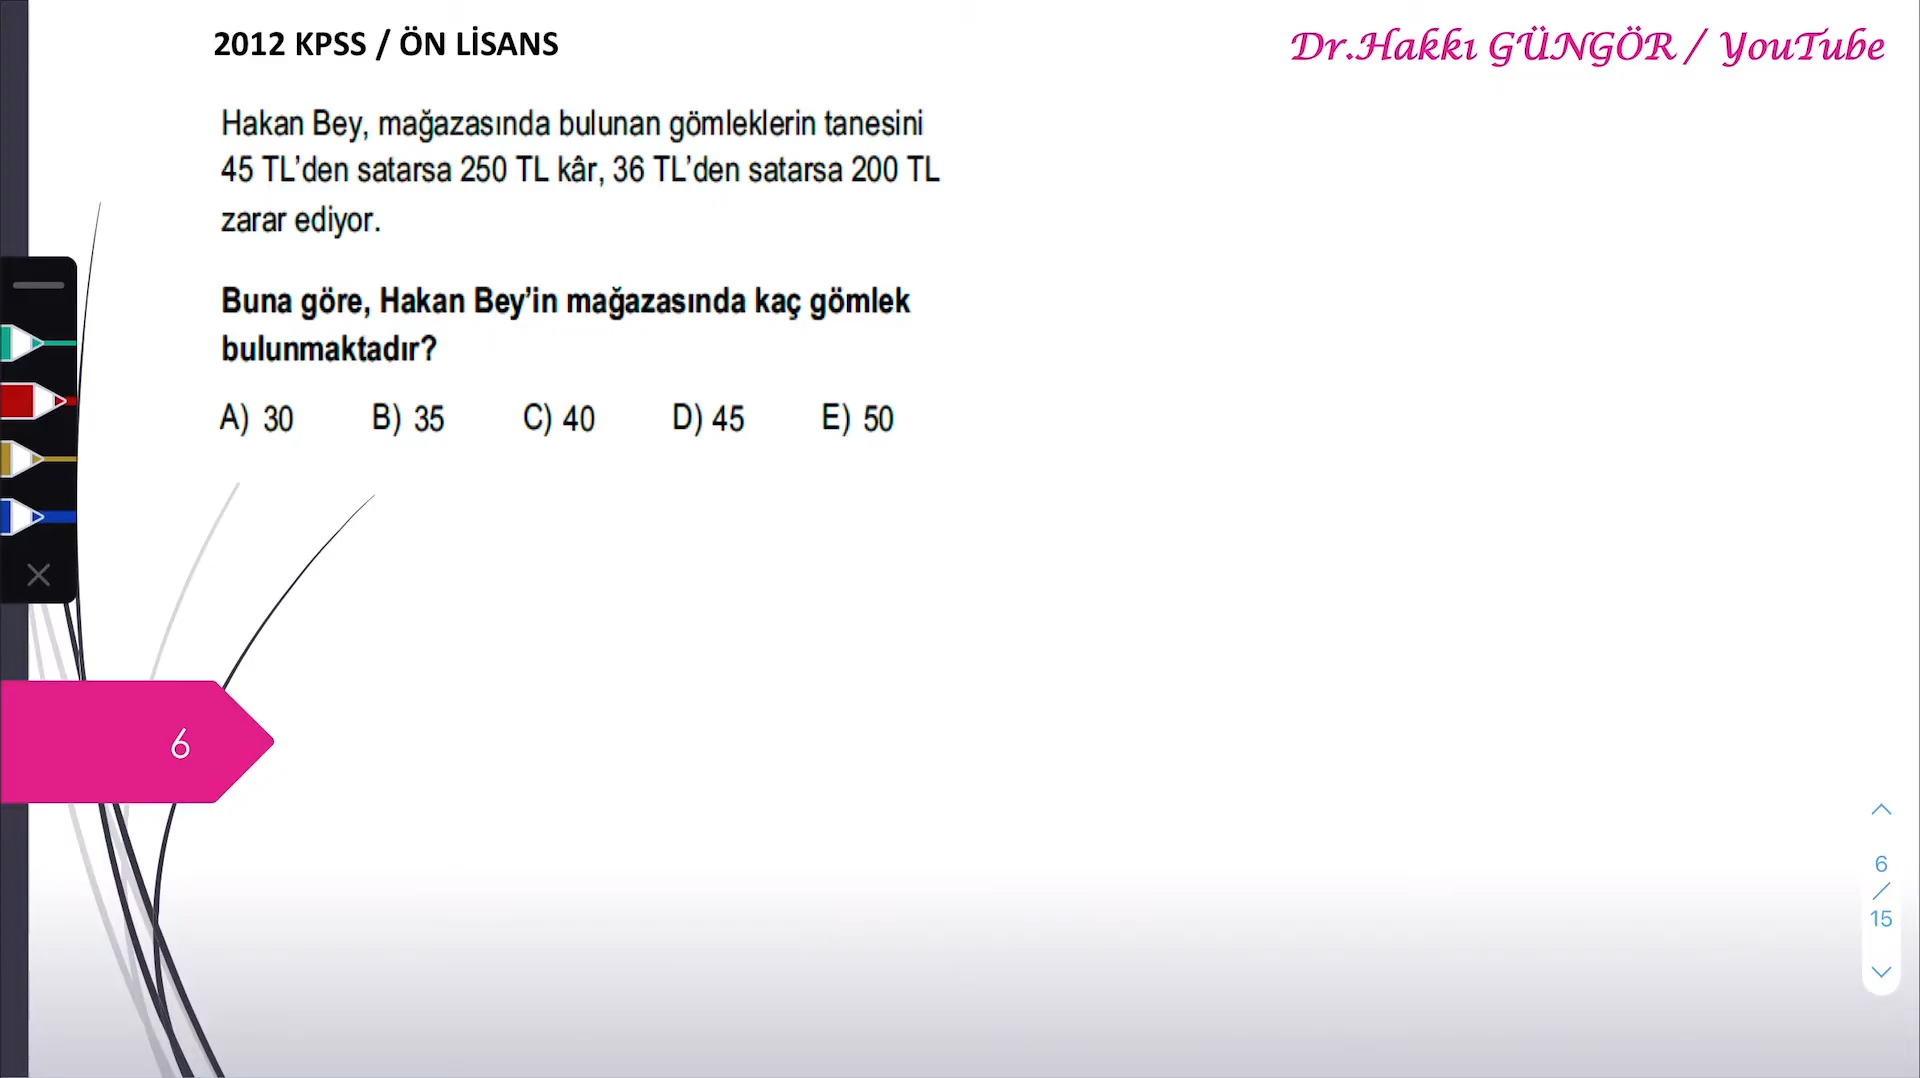 2012 KPSS / ÖN LİSANS
Dr.Hakkı GÜNGÖR / YouTube
Hakan Bey, mağazasında bulunan gömleklerin tanesini
45 TL'den satarsa 250 TL kâr, 36 TL'den satarsa 200 TL
zarar ediyor.
Buna göre, Hakan Bey'in mağazasında kaç gömlek
bulunmaktadır?
A) 30 B) 35 C) 40 D) 45 E) 50
6
6
/
15